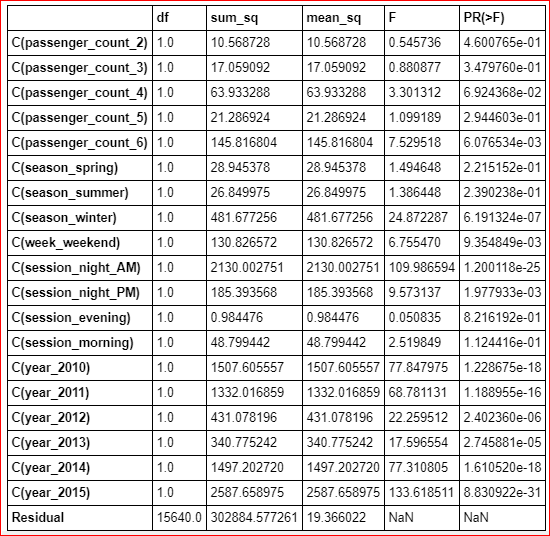 df sum_sq mean_sq F PR(>F)
C(passenger_count_2) 1.0 10.568728 10.568728 0.545736 4.600765e-01
C(passenger_count_3) 1.0 17.059092 17.059092 0.880877 3.479760e-01
C(passenger_count_4) 1.0 63.933288 63.933288 3.301312 6.924368e-02
C(passenger_count_5) 1.0 21.286924 21.286924 1.099189 2.944603e-01
C(passenger_count_6) 1.0 145.816804 145.816804 7.529518 6.076534e-03
C(season_spring) 1.0 28.945924 28.945924 1.494648 2.215152e-01
C(season_summer) 1.0 26.849975 26.849975 1.386448 2.390238e-01
C(season_winter) 1.0 481.677256 481.677256 24.872287 6.191324e-07
C(week_weekend) 1.0 130.826572 130.826572 6.755470 9.354849e-03
C(session_night_AM) 1.0 2130.002751 2130.002751 109.986594 1.200118e-25
C(session_night_PM) 1.0 185.393568 185.393568 9.573137 1.977933e-03
C(session_evening) 1.0 0.984476 0.984476 0.050835 8.216192e-01
C(session_morning) 1.0 48.799442 48.799442 2.519849 1.124416e-01
C(year_2010) 1.0 1507.605557 1507.605557 77.847975 1.228675e-18
C(year_2011) 1.0 1332.016859 1332.016859 68.781131 1.188955e-16
C(year_2012) 1.0 431.078196 431.078196 22.259512 2.402360e-06
C(year_2013) 1.0 340.775242 340.775242 17.596554 2.745881e-05
C(year_2014) 1.0 1497.202720 1497.202720 77.310805 1.610520e-18
C(year_2015) 1.0 2587.658975 2587.658975 133.618511 8.830922e-31
Residual 15640.0 302884.577261 19.366022 NaN NaN